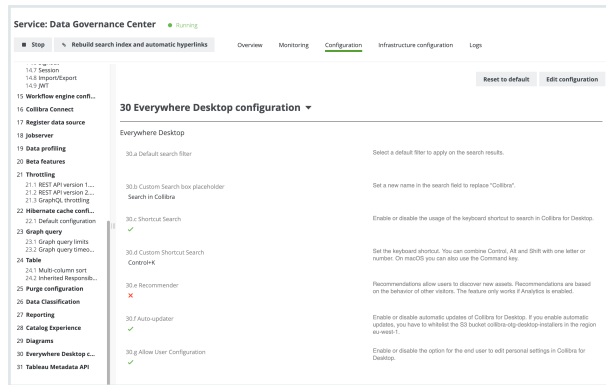 Service: Data Governance Center
Running
Stop
Rebuild search index and automatic hyperlinks
Overview
Monitoring
Configuration
Infrastructure configuration
Logs
14.7 Session
14.8 Import/Export
14.9 JWT
15 Workflow engine confi...
16 Collibra Connect
17 Register data source
18 Jobserver
19 Data profiling
20 Beta features
21 Throttling
21.1 REST API version 1....
21.2 REST API version 2....
21.3 GraphQL throttling
22 Hibernate cache confi...
22.1 Default configuration
23 Graph query
23.1 Graph query limits
23.2 Graph query timeo...
24 Table
24.1 Multi-column sort
24.2 Inherited Responsib...
25 Purge configuration
26 Data Classification
27 Reporting
28 Catalog Experience
29 Diagrams
30 Everywhere Desktop c...
31 Tableau Metadata API
Reset to default
Edit configuration
30 Everywhere Desktop configuration
Everywhere Desktop
30.a Default search filter
Select a default filter to apply on the search results.
30.b Custom Search box placeholder
Search in Collibra
Set a new name in the search field to replace "Collibra".
30.c Shortcut Search
Enable or disable the usage of the keyboard shortcut to search in Collibra for Desktop.
30.d Custom Shortcut Search
Control+K
Set the keyboard shortcut. You can combine Control, Alt and Shift with one letter or
number. On macOS you can also use the Command key.
30.e Recommender
Recommendations allow users to discover new assets. Recommendations are based
on the behavior of other visitors. The feature only works if Analytics is enabled.
30.f Auto-updater
Enable or disable automatic updates of Collibra for Desktop. If you enable automatic
updates, you have to whitelist the S3 bucket collibra-otg-desktop-installers in the region
eu-west-1.
30.g Allow User Configuration
Enable or disable the option for the end user to edit personal settings in Collibra for
Desktop.